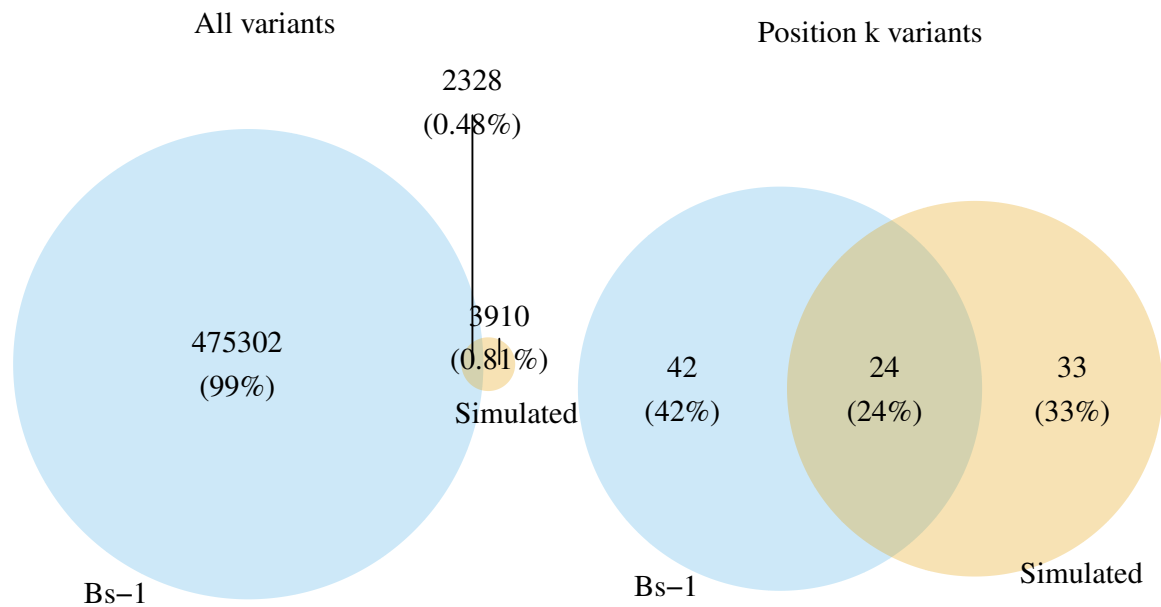 All variants
2328
(0.48%)
475302
(99%)
3910
(0.81%)
Simulated
Bs−1
Position k variants
42
(42%)
24
(24%)
33
(33%)
Bs−1
Simulated